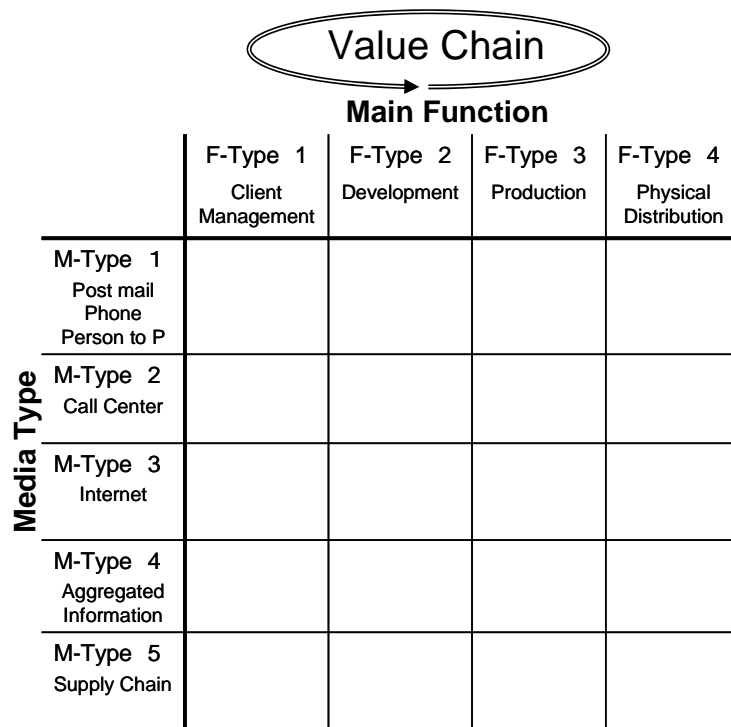 Value Chain
Main Function
F-Type 1
Client
Management
F-Type 2
Development
F-Type 3
Production
F-Type 4
Physical
Distribution
Media Type
M-Type 1
Post mail
Phone
Person to P
M-Type 2
Call Center
M-Type 3
Internet
M-Type 4
Aggregated
Information
M-Type 5
Supply Chain